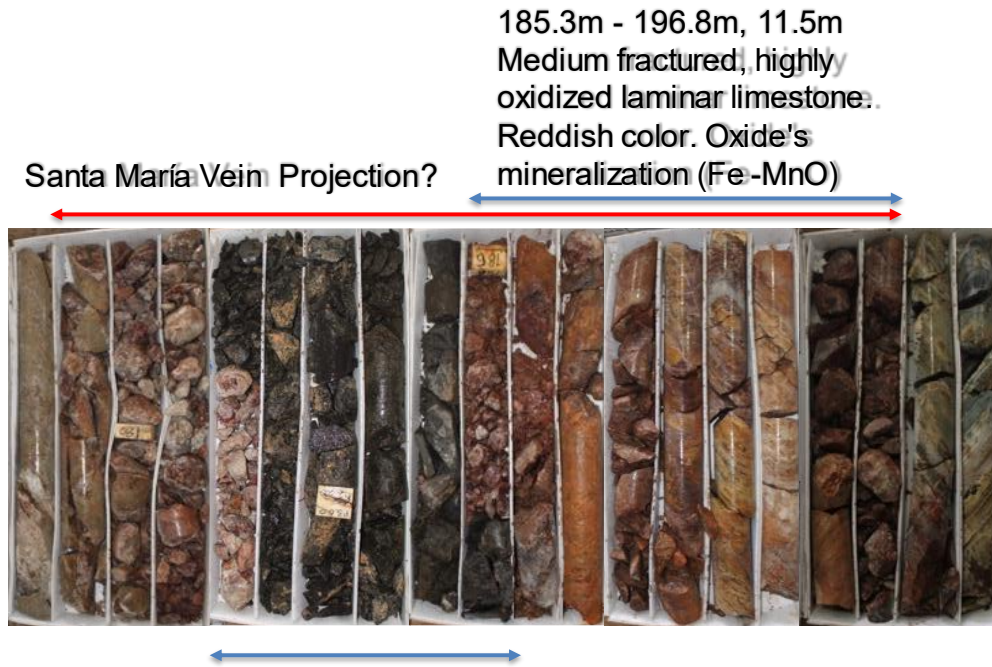 185.3m - 196.8m, 11.5m
Medium fractured, highly
oxidized laminar limestone.
Reddish color. Oxide's
mineralization (Fe -MnO)
Santa María Vein Projection?
186